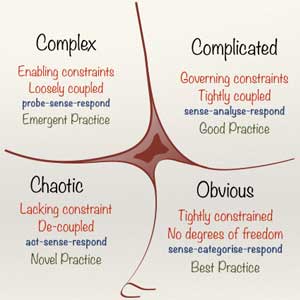 Complex
Enabling constraints
Loosely coupled
probe-sense-respond
Emergent Practice
Complicated
Governing constraints
Tightly coupled
sense-analyse-respond
Good Practice
Chaotic
Lacking constraint
De-coupled
act-sense-respond
Novel Practice
Obvious
Tightly constrained
No degrees of freedom
sense-categorise-respond
Best Practice